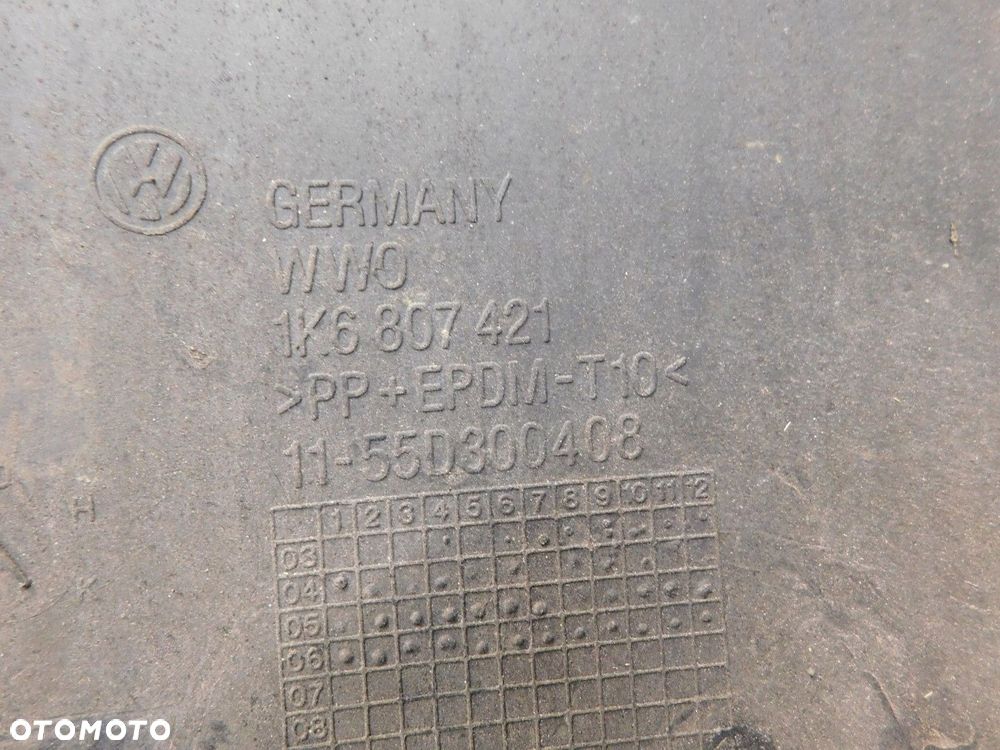 GERMANY
WWO
1K6 807 421
>PP+EPDM-T10<
11-55D300408
1 2 3 4 5 6 7 8 9 10 11 12
03
04
05
06
07
08
H
K
OTOMOTO